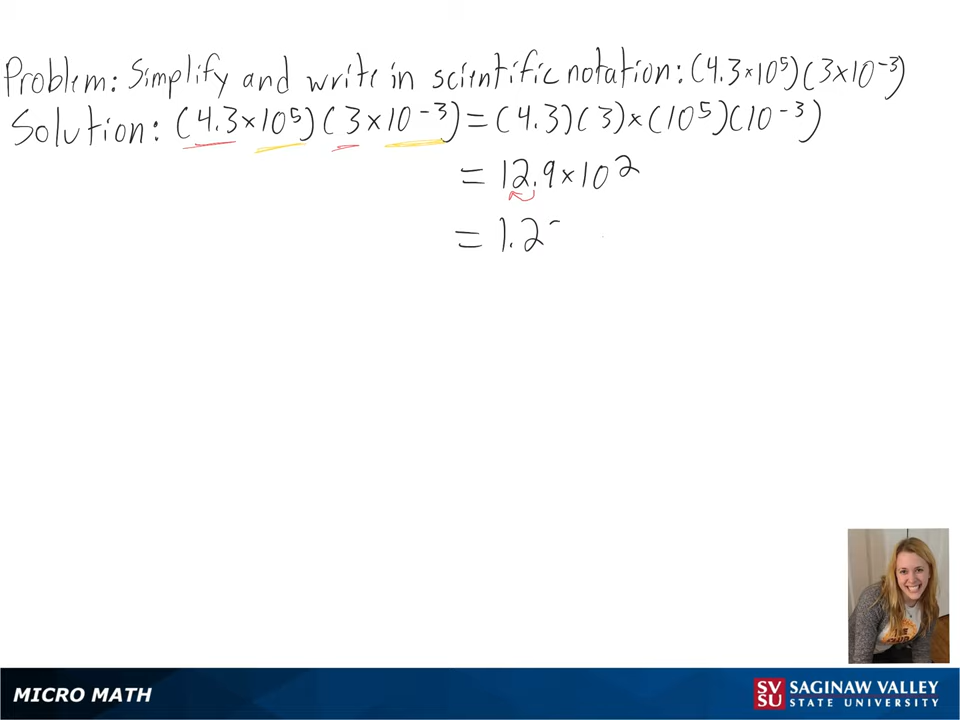 Problem: Simplify and write in scientific notation: (4.3×10⁵)(3×10⁻³)
Solution: (4.3×10⁵)(3×10⁻³)=(4.3)(3)×(10⁵)(10⁻³)
= 12.9×10²
= 1.2
MICRO MATH
SVSU SAGINAW VALLEY
STATE UNIVERSITY